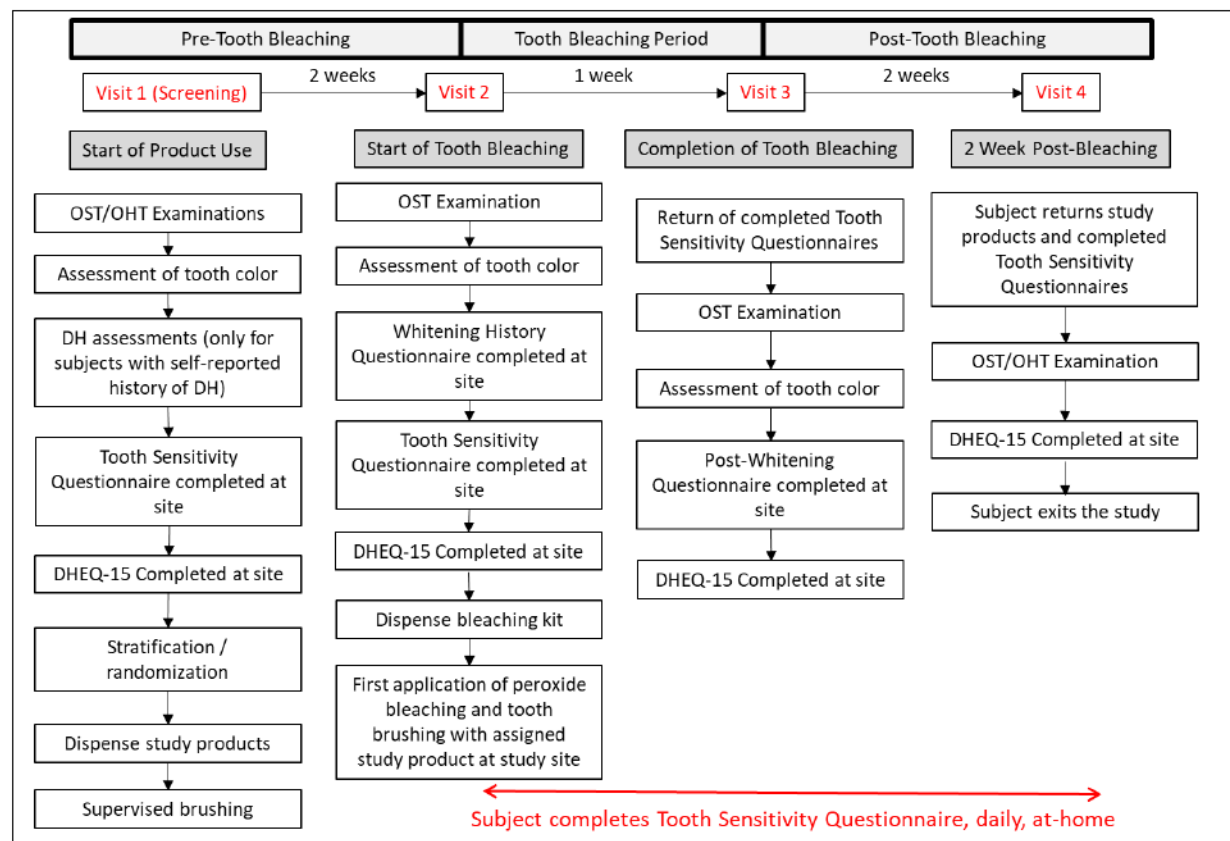 Pre-Tooth Bleaching
Tooth Bleaching Period
Post-Tooth Bleaching
Visit 1 (Screening)
2 weeks
Visit 2
1 week
Visit 3
2 weeks
Visit 4
Start of Product Use
Start of Tooth Bleaching
Completion of Tooth Bleaching
2 Week Post-Bleaching
OST/OHT Examinations
Assessment of tooth color
DH assessments (only for
subjects with self-reported
history of DH)
Tooth Sensitivity
Questionnaire completed at
site
DHEQ-15 Completed at site
Stratification /
randomization
Dispense study products
Supervised brushing
OST Examination
Assessment of tooth color
Whitening History
Questionnaire completed at
site
Tooth Sensitivity
Questionnaire completed at
site
DHEQ-15 Completed at site
Dispense bleaching kit
First application of peroxide
bleaching and tooth
brushing with assigned
study product at study site
Return of completed Tooth
Sensitivity Questionnaires
OST Examination
Assessment of tooth color
Post-Whitening
Questionnaire completed at
site
DHEQ-15 Completed at site
Subject returns study
products and completed
Tooth Sensitivity
Questionnaires
OST/OHT Examination
DHEQ-15 Completed at site
Subject exits the study
Subject completes Tooth Sensitivity Questionnaire, daily, at-home